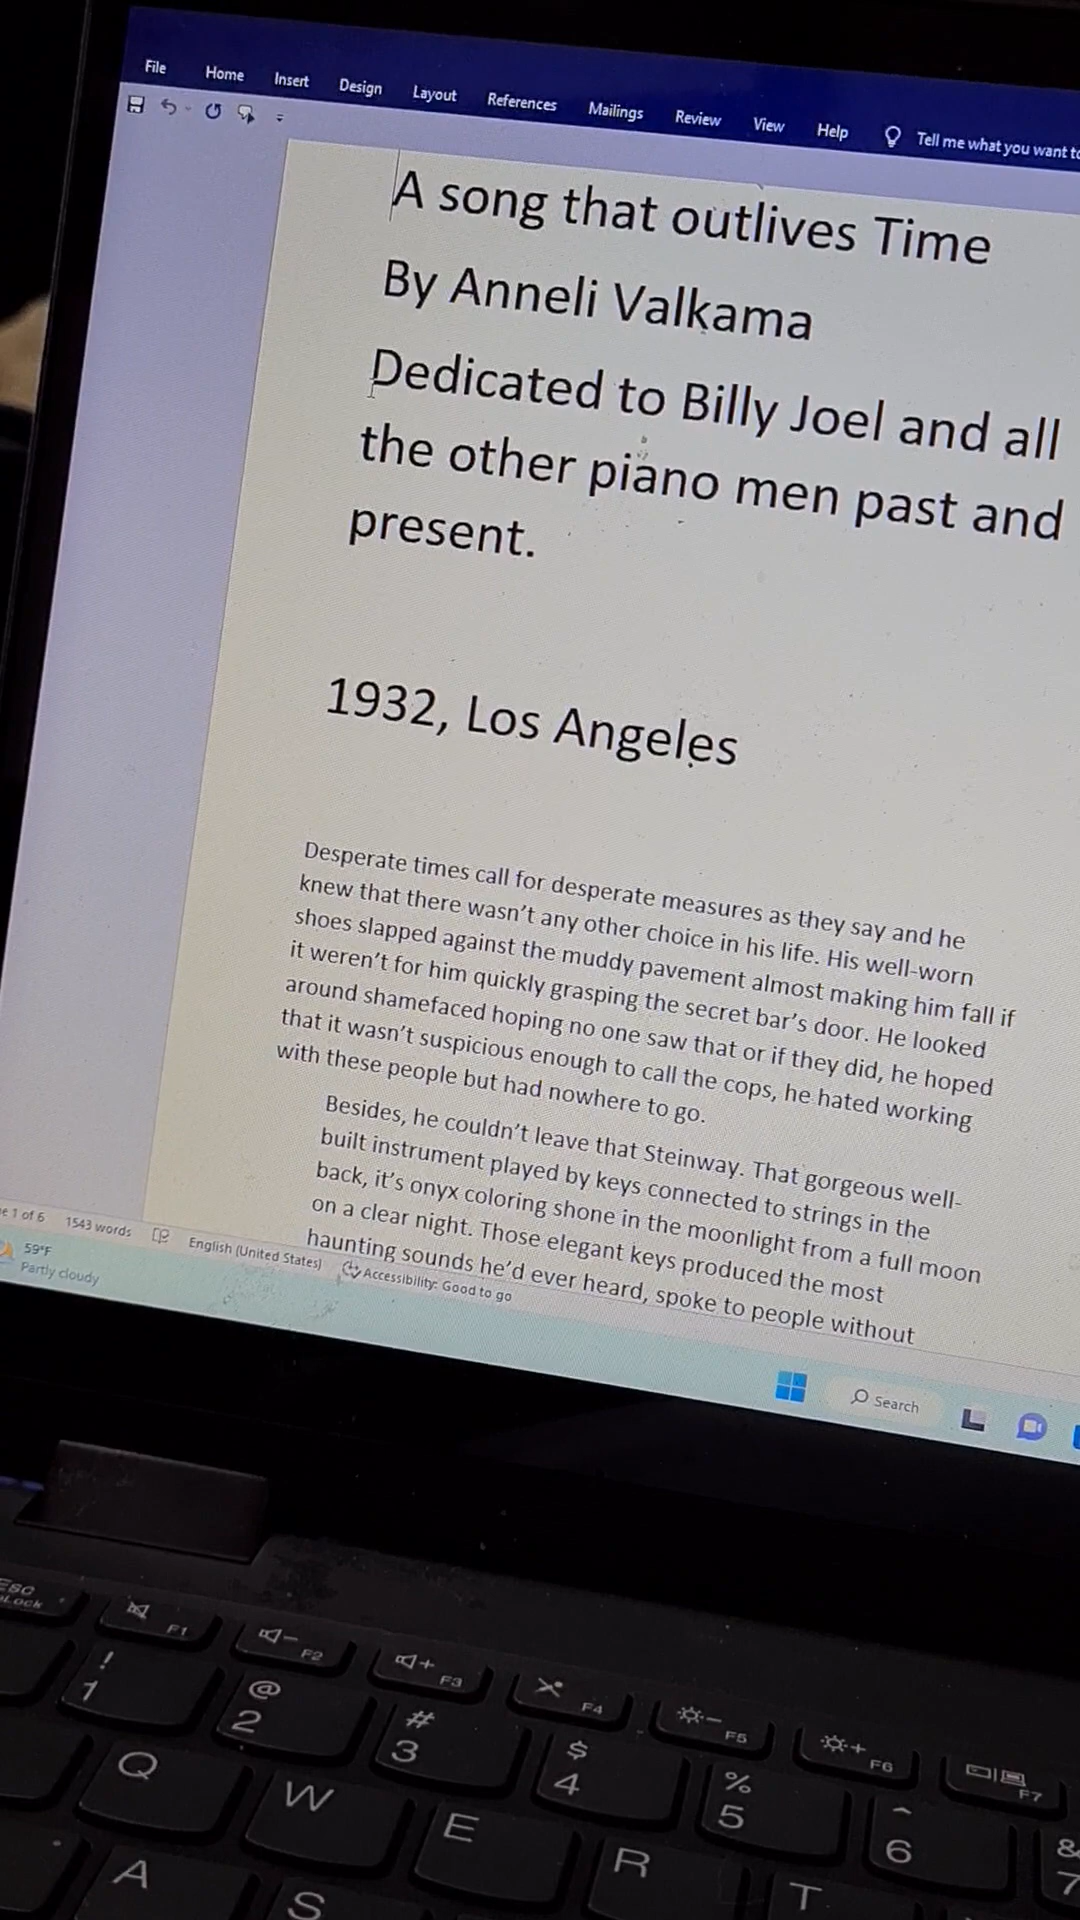 File Home Insert Design Layout References Mailings Review View Help Tell me what you want to
A song that outlives Time
By Anneli Valkama
Dedicated to Billy Joel and all
the other piano men past and
present.
1932, Los Angeles
Desperate times call for desperate measures as they say and he
knew that there wasn't any other choice in his life. His well-worn
shoes slapped against the muddy pavement almost making him fall if
it weren't for him quickly grasping the secret bar's door. He looked
around shamefaced hoping no one saw that or if they did, he hoped
that it wasn't suspicious enough to call the cops, he hated working
with these people but had nowhere to go.
Besides, he couldn't leave that Steinway. That gorgeous well-
built instrument played by keys connected to strings in the
back, it's onyx coloring shone in the moonlight from a full moon
on a clear night. Those elegant keys produced the most
haunting sounds he'd ever heard, spoke to people without
e 1 of 6 1543 words English (United States) Accessibility: Good to go
59°F
Partly cloudy
Search
ESC
LOCK
F1 F2 F3 F4 F5 F6 F7
! @ # $ % ^ &
1 2 3 4 5 6 7
Q W E R T
A S